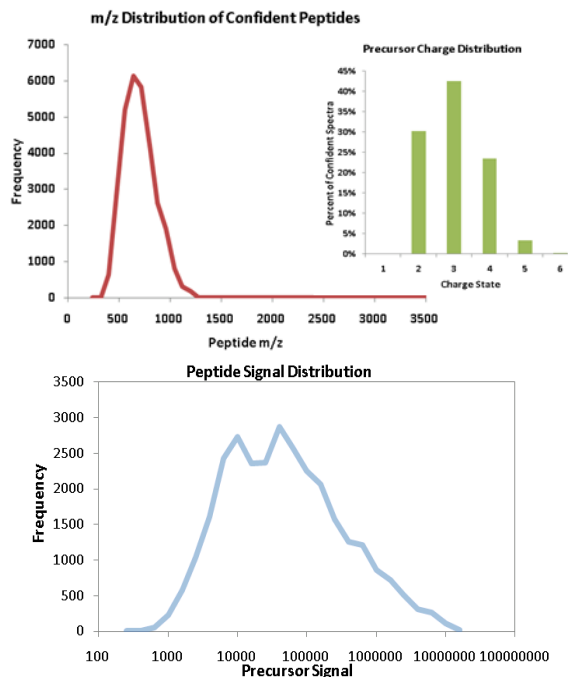 m/z Distribution of Confident Peptides
7000
6000
5000
4000
3000
2000
1000
0
Frequency
0 500 1000 1500 2000 2500 3000 3500
Peptide m/z
Precursor Charge Distribution
45%
40%
35%
30%
25%
20%
15%
10%
5%
0%
Percent of Confident Spectra
1 2 3 4 5 6
Charge State
Peptide Signal Distribution
3500
3000
2500
2000
1500
1000
500
0
Frequency
100 1000 10000 100000 1000000 10000000 100000000
Precursor Signal